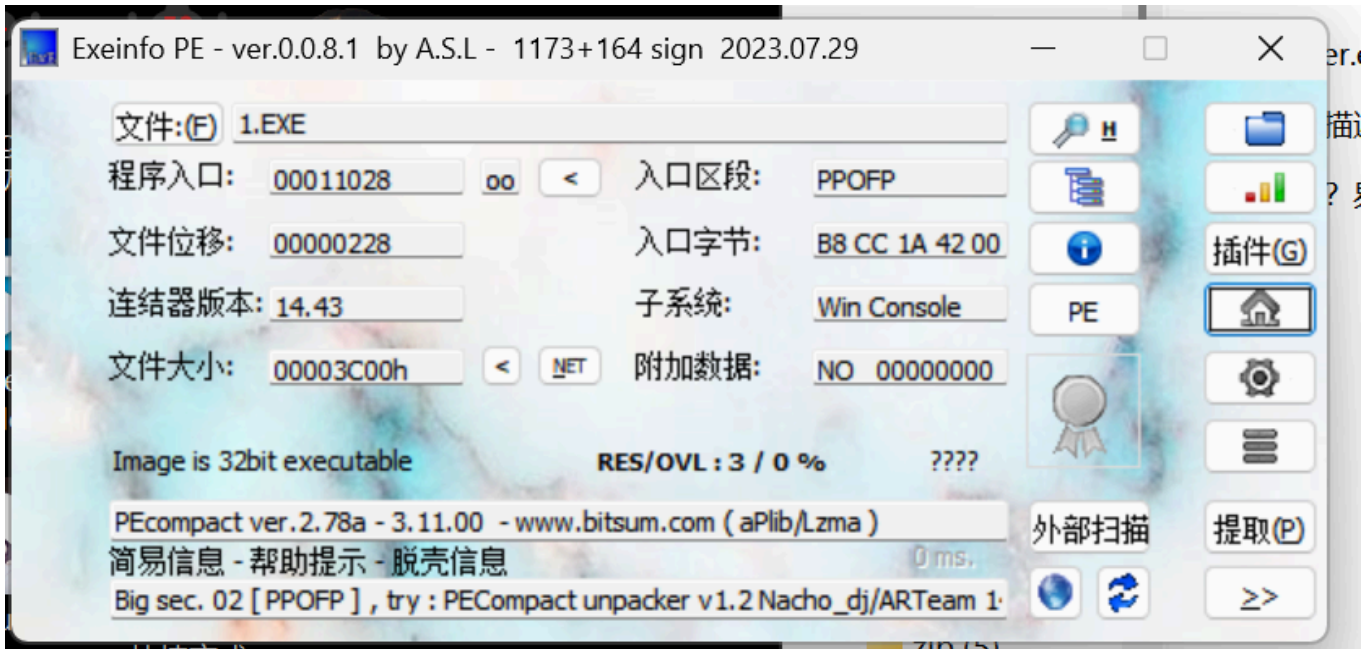 Exeinfo PE - ver.0.0.8.1 by A.S.L - 1173+164 sign 2023.07.29
文件:(F) 1.EXE H
程序入口: 00011028 oo < 入口区段: PPOFP
文件位移: 00000228 入口字节: B8 CC 1A 42 00 插件(G)
连结器版本: 14.43 子系统: Win Console PE
文件大小: 00003C00h < NET 附加数据: NO 00000000
Image is 32bit executable RES/OVL : 3 / 0 % ????
PEcompact ver.2.78a - 3.11.00 - www.bitsum.com ( aPlib/Lzma ) 外部扫描 提取(P)
简易信息 - 帮助提示 - 脱壳信息 0 ms.
Big sec. 02 [ PPOFP ] , try : PECompact unpacker v1.2 Nacho_dj/ARTeam 1 >>